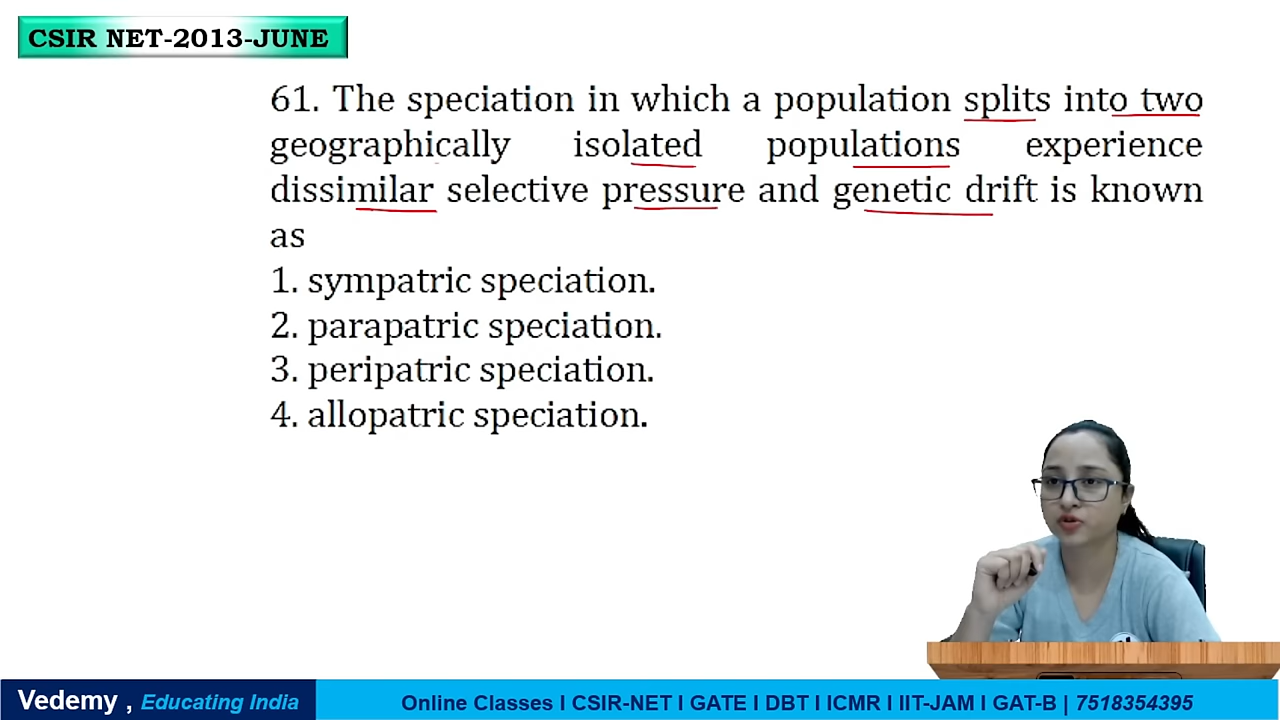 CSIR NET-2013-JUNE
61. The speciation in which a population splits into two
geographically isolated populations experience
dissimilar selective pressure and genetic drift is known
as
1. sympatric speciation.
2. parapatric speciation.
3. peripatric speciation.
4. allopatric speciation.
Vedemy , Educating India
Online Classes I CSIR-NET I GATE I DBT I ICMR I IIT-JAM I GAT-B | 7518354395